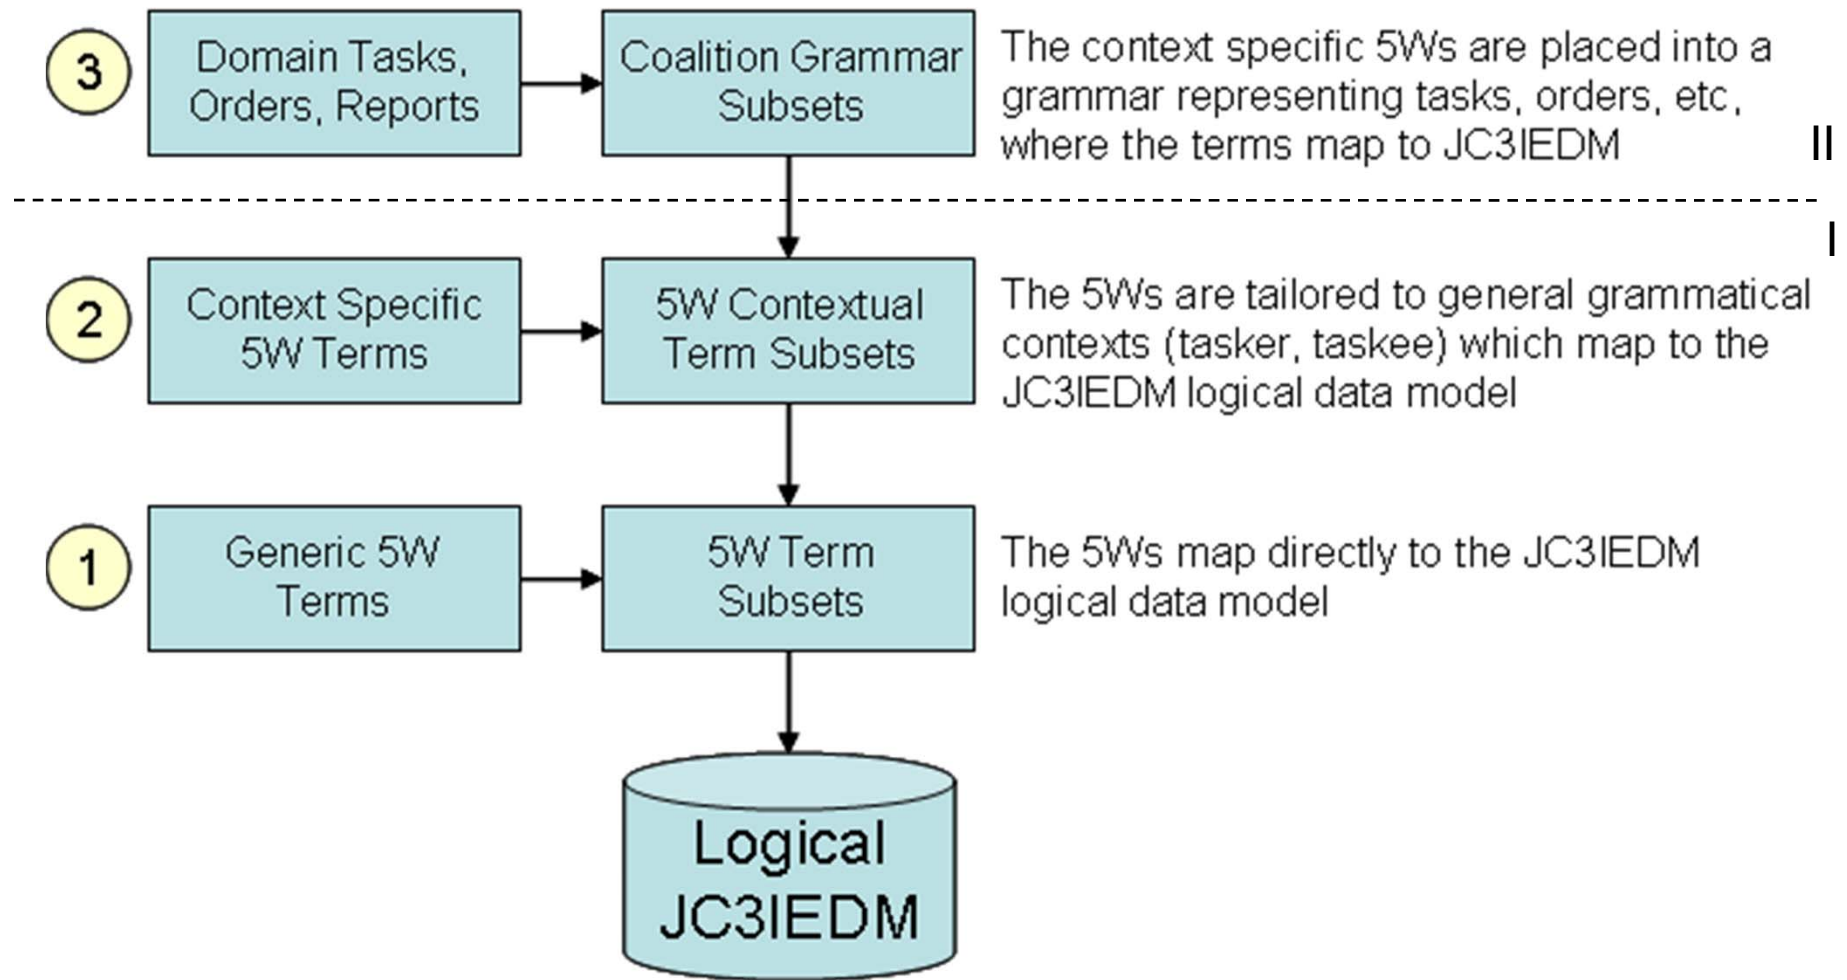 3
Domain Tasks,
Orders, Reports
Coalition Grammar
Subsets
The context specific 5Ws are placed into a
grammar representing tasks, orders, etc,
where the terms map to JC3IEDM
II
I
2
Context Specific
5W Terms
5W Contextual
Term Subsets
The 5Ws are tailored to general grammatical
contexts (tasker, taskee) which map to the
JC3IEDM logical data model
1
Generic 5W
Terms
5W Term
Subsets
The 5Ws map directly to the JC3IEDM
logical data model
Logical
JC3IEDM